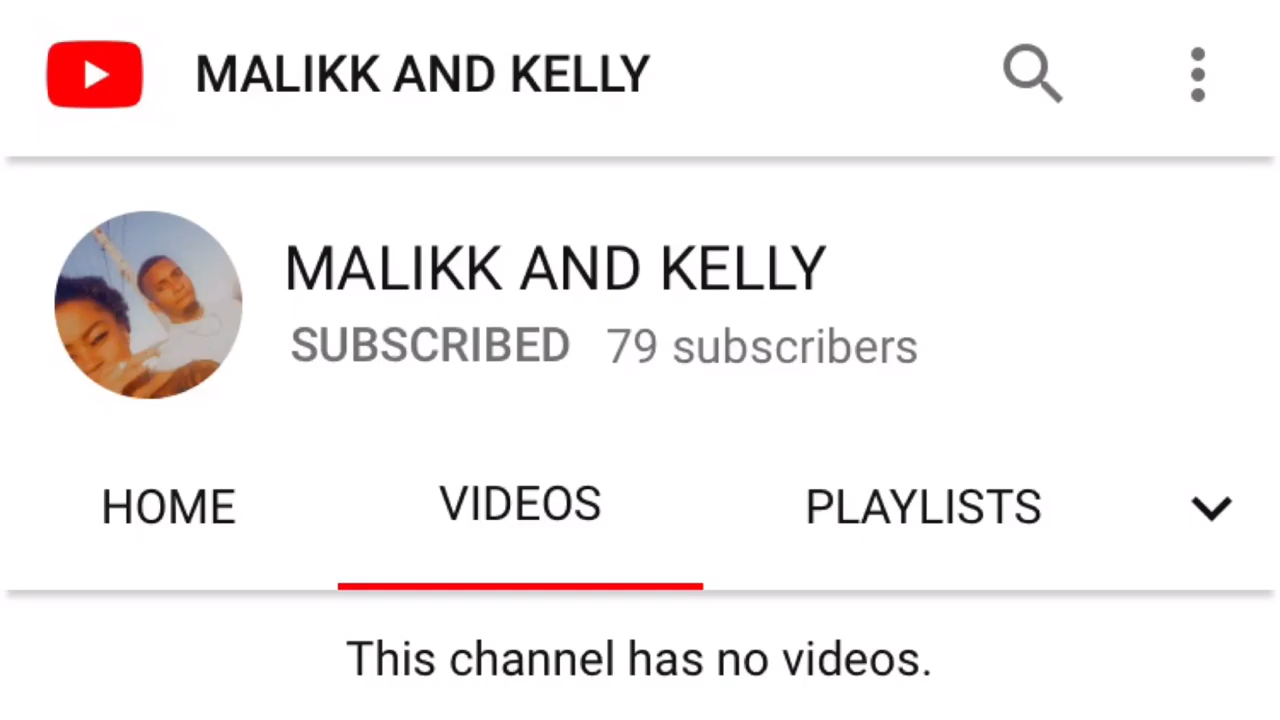 MALIKK AND KELLY
MALIKK AND KELLY
SUBSCRIBED 79 subscribers
HOME VIDEOS PLAYLISTS
This channel has no videos.